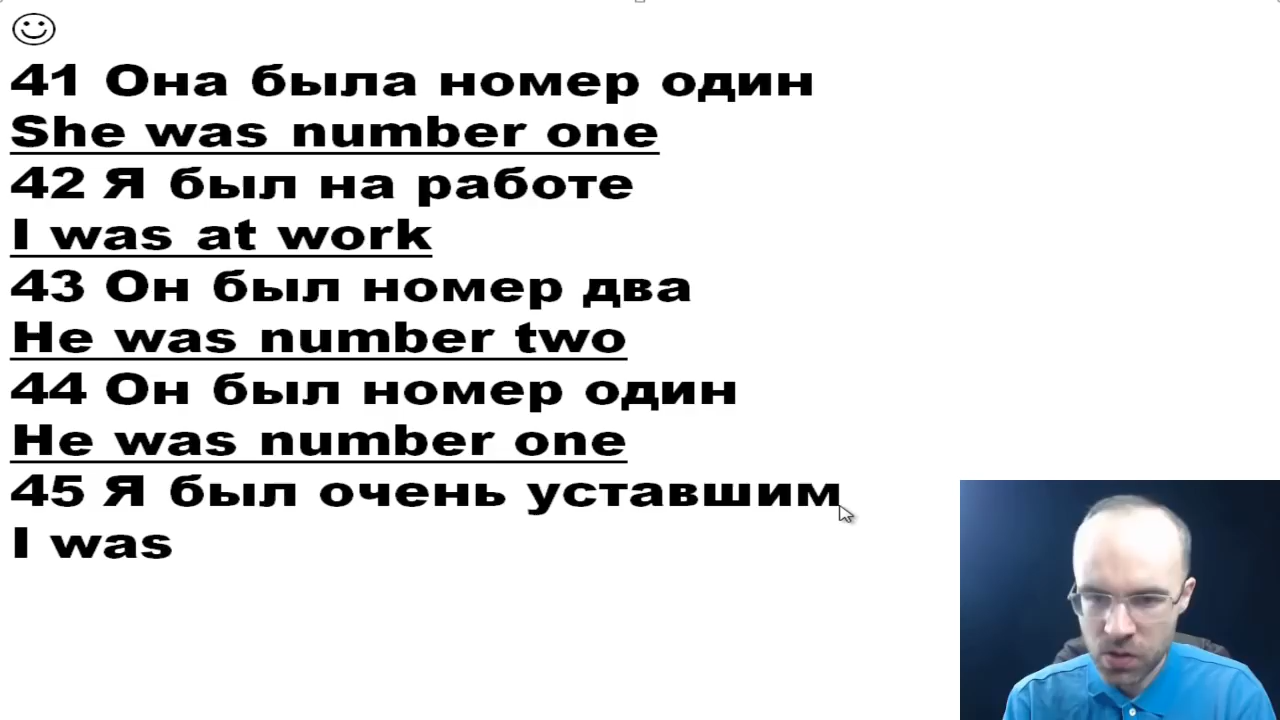 41 Она была номер один
She was number one
42 Я был на работе
I was at work
43 Он был номер два
He was number two
44 Он был номер один
He was number one
45 Я был очень уставшим
I was